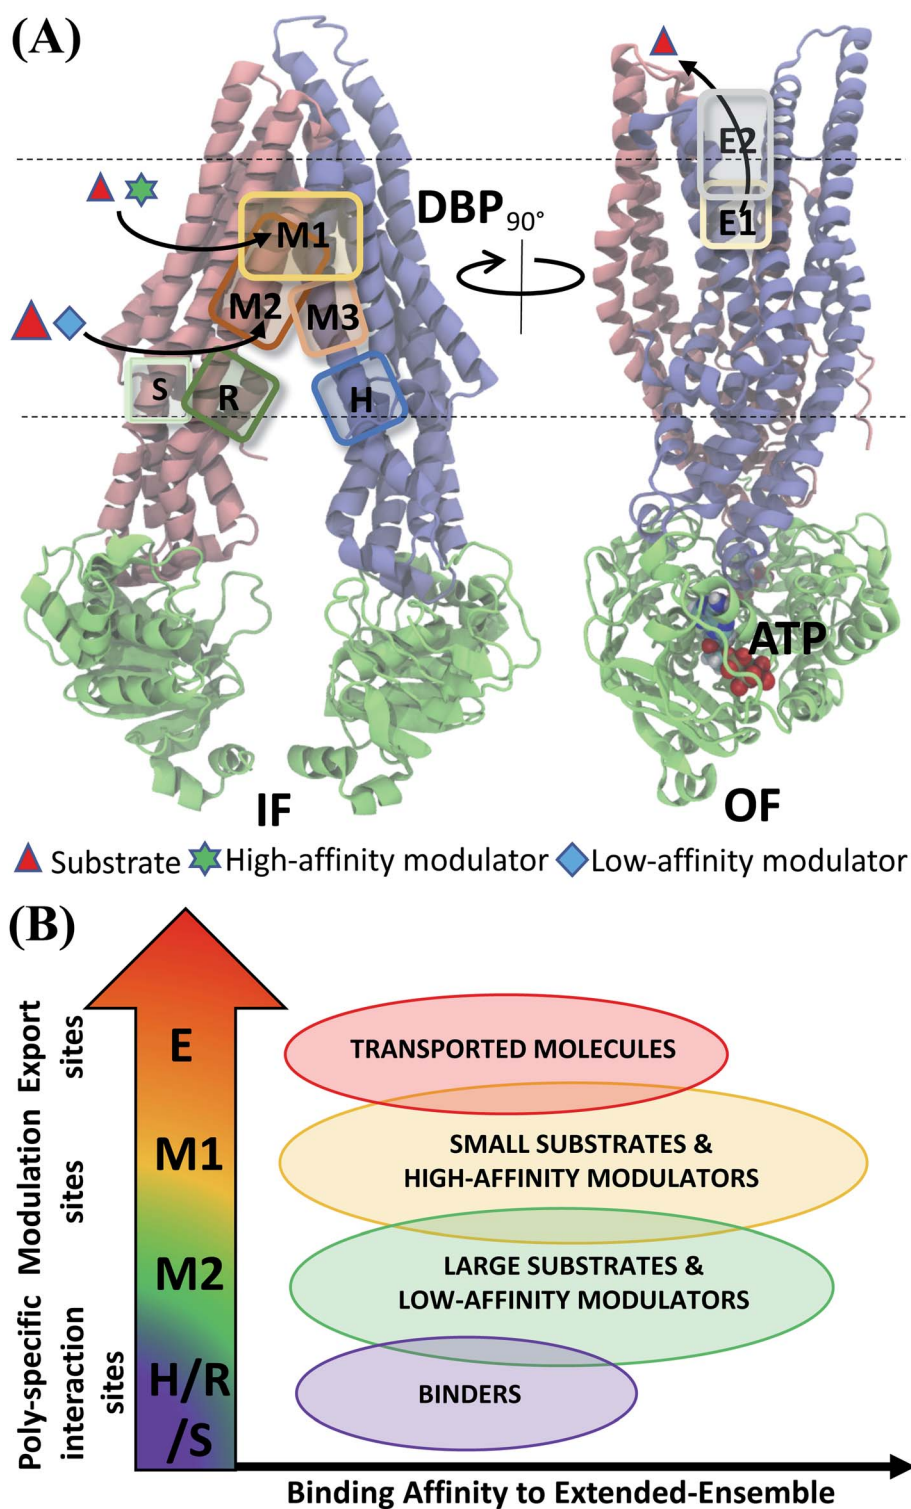 (A)
E2
DBP 90°
M1
E1
M2
M3
S
R
H
ATP
IF
OF
Substrate
High-affinity modulator
Low-affinity modulator
(B)
Export
sites
Modulation
sites
Poly-specific
interaction
sites
E
TRANSPORTED MOLECULES
M1
SMALL SUBSTRATES &
HIGH-AFFINITY MODULATORS
M2
LARGE SUBSTRATES &
LOW-AFFINITY MODULATORS
H/R
/S
BINDERS
Binding Affinity to Extended-Ensemble